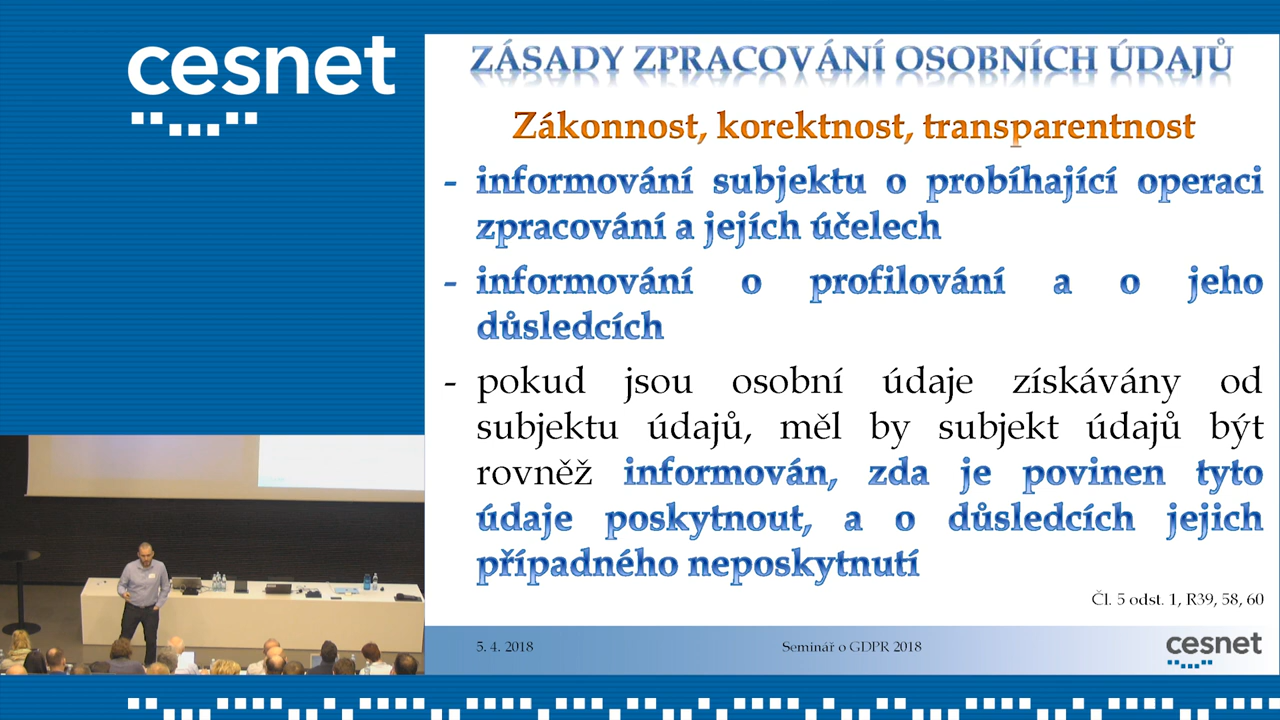 cesnet
ZÁSADY ZPRACOVÁNÍ OSOBNÍCH ÚDAJŮ
Zákonnost, korektnost, transparentnost
- informování subjektu o probíhající operaci
zpracování a jejích účelech
- informování o profilování a o jeho
důsledcích
- pokud jsou osobní údaje získávány od
subjektu údajů, měl by subjekt údajů být
rovněž informován, zda je povinen tyto
údaje poskytnout, a o důsledcích jejich
případného neposkytnutí
Čl. 5 odst. 1, R39, 58, 60
5. 4. 2018
Seminář o GDPR 2018
cesnet